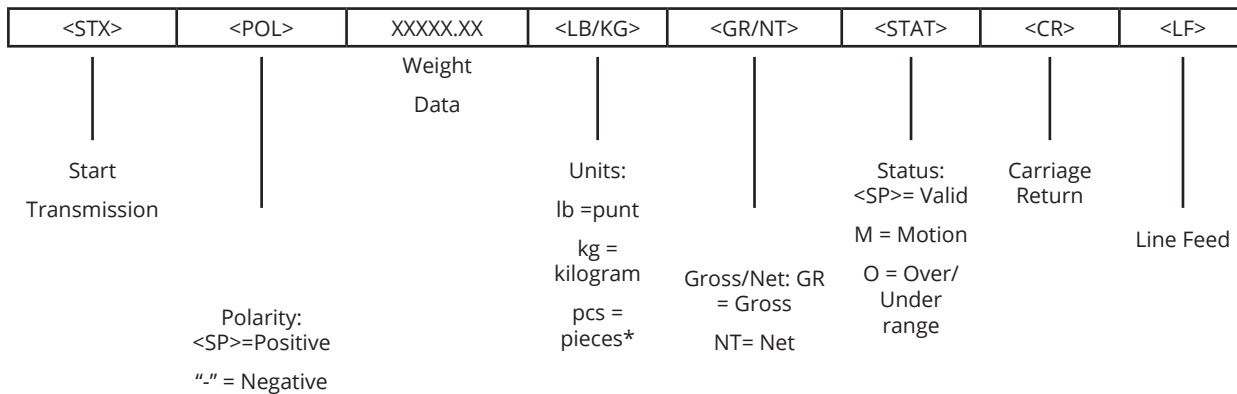 <STX> <POL> XXXXX.XX <LB/KG> <GR/NT> <STAT> <CR> <LF>
Weight
Data
Start
Transmission
Polarity:
<SP>=Positive
“-” = Negative
Units:
lb =punt
kg =
kilogram
pcs =
pieces*
Gross/Net: GR
= Gross
NT= Net
Status:
<SP>= Valid
M = Motion
O = Over/
Under
range
Carriage
Return
Line Feed